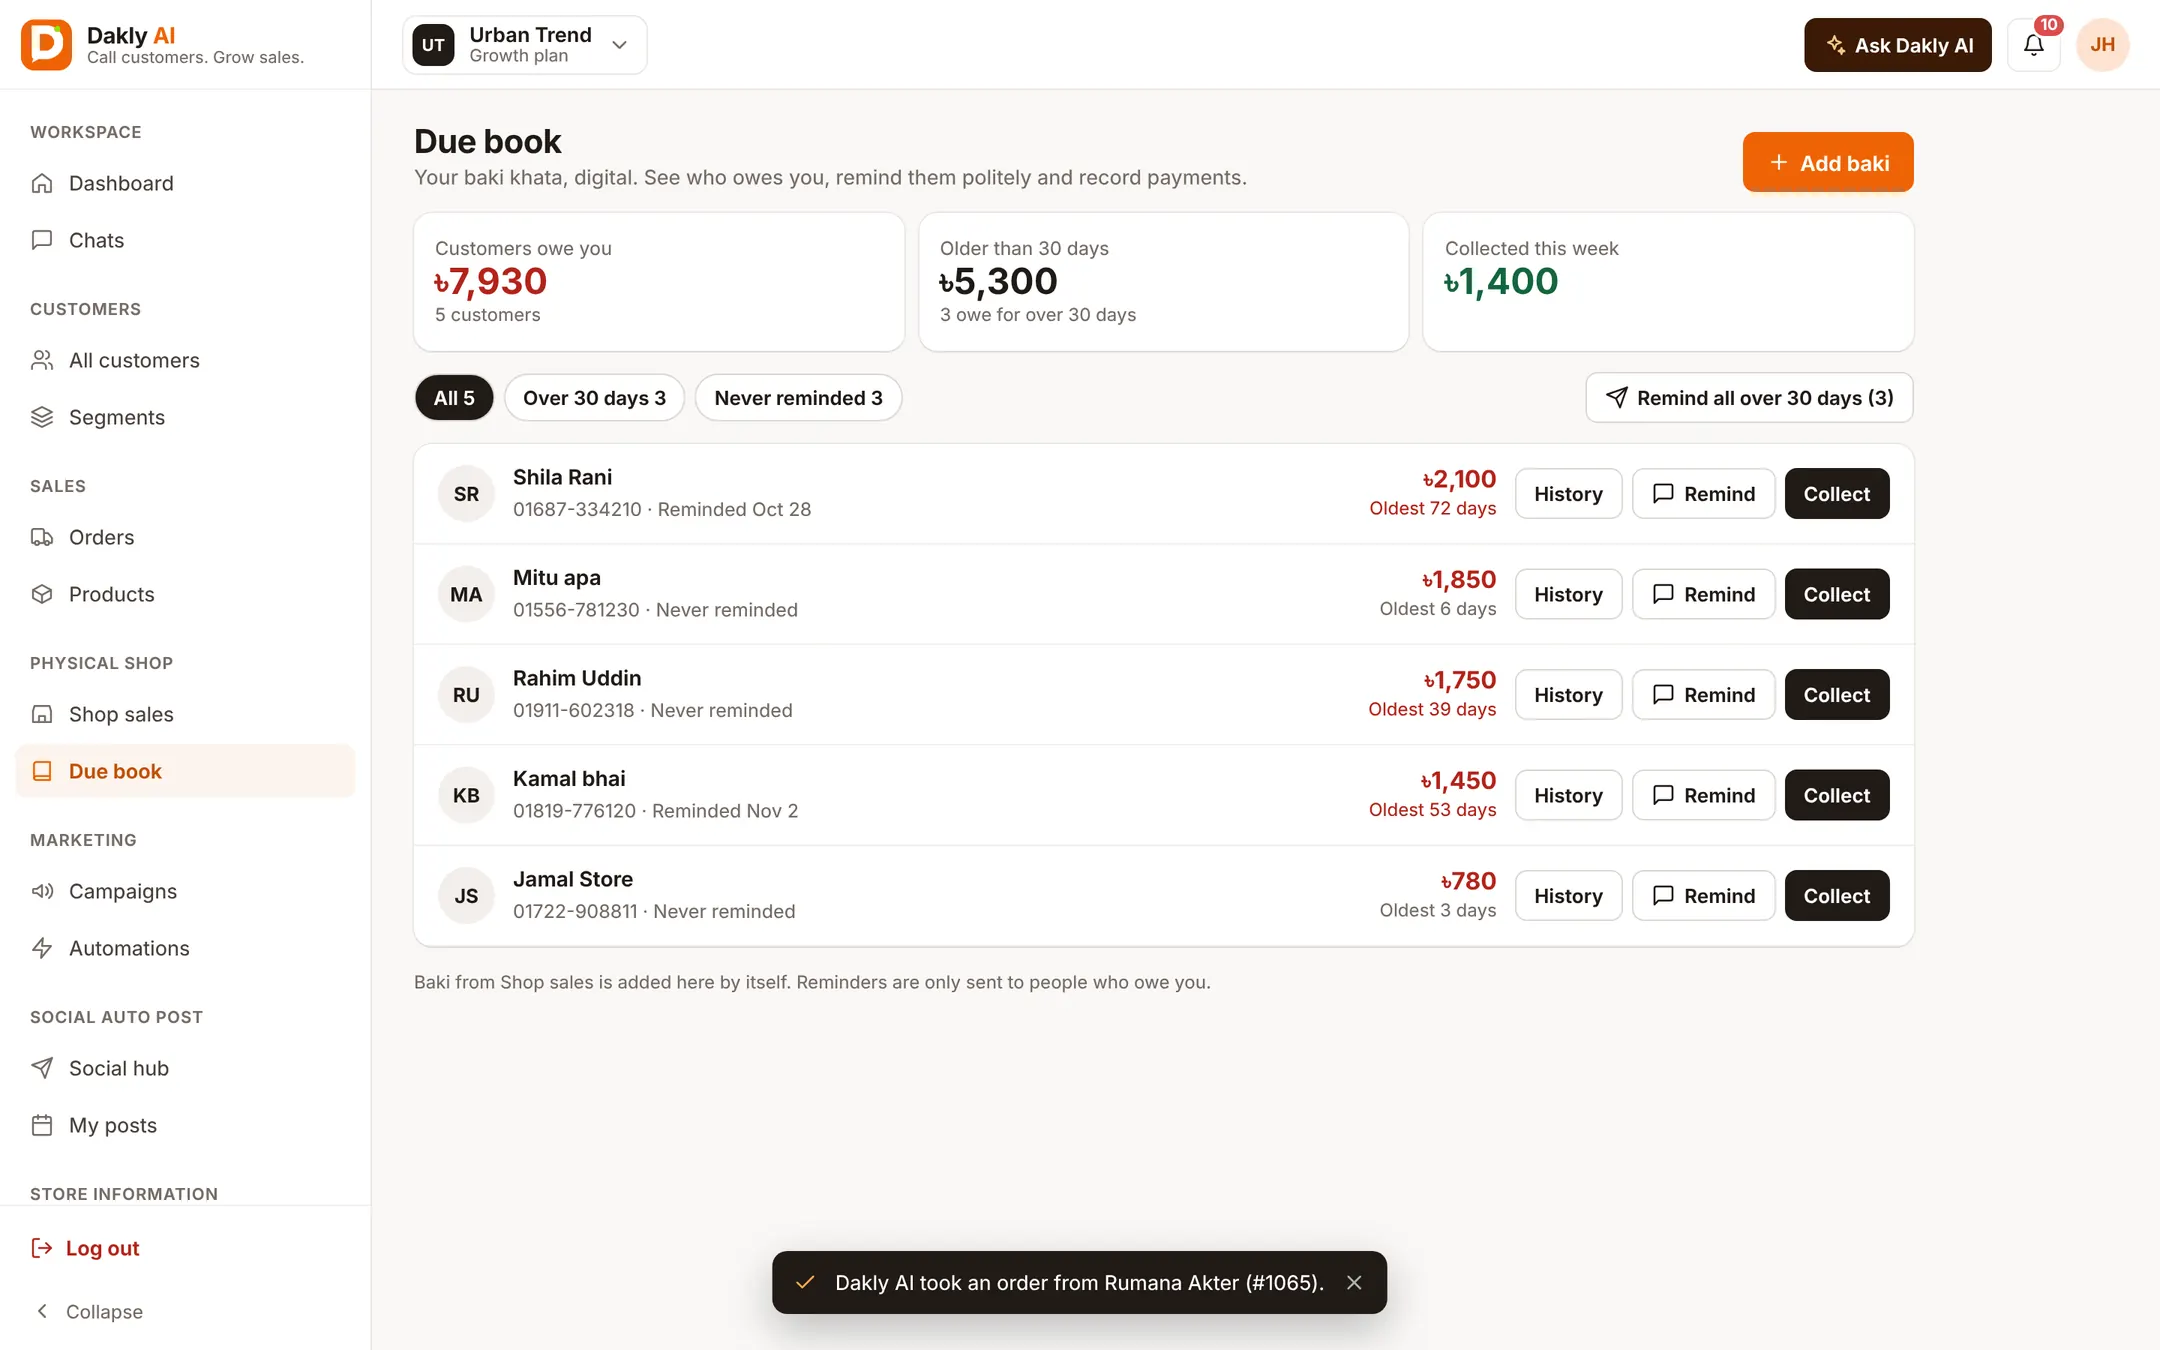 Dakly AI
Call customers. Grow sales.
UT
Urban Trend
Growth plan
Ask Dakly AI
10
JH
WORKSPACE
Dashboard
Chats
CUSTOMERS
All customers
Segments
SALES
Orders
Products
PHYSICAL SHOP
Shop sales
Due book
MARKETING
Campaigns
Automations
SOCIAL AUTO POST
Social hub
My posts
STORE INFORMATION
Log out
Collapse
Due book
Your baki khata, digital. See who owes you, remind them politely and record payments.
+ Add baki
Customers owe you
৳7,930
5 customers
Older than 30 days
৳5,300
3 owe for over 30 days
Collected this week
৳1,400
All 5
Over 30 days 3
Never reminded 3
Remind all over 30 days (3)
SR
Shila Rani
01687-334210 · Reminded Oct 28
৳2,100
Oldest 72 days
History
Remind
Collect
MA
Mitu apa
01556-781230 · Never reminded
৳1,850
Oldest 6 days
History
Remind
Collect
RU
Rahim Uddin
01911-602318 · Never reminded
৳1,750
Oldest 39 days
History
Remind
Collect
KB
Kamal bhai
01819-776120 · Reminded Nov 2
৳1,450
Oldest 53 days
History
Remind
Collect
JS
Jamal Store
01722-908811 · Never reminded
৳780
Oldest 3 days
History
Remind
Collect
Baki from Shop sales is added here by itself. Reminders are only sent to people who owe you.
Dakly AI took an order from Rumana Akter (#1065).